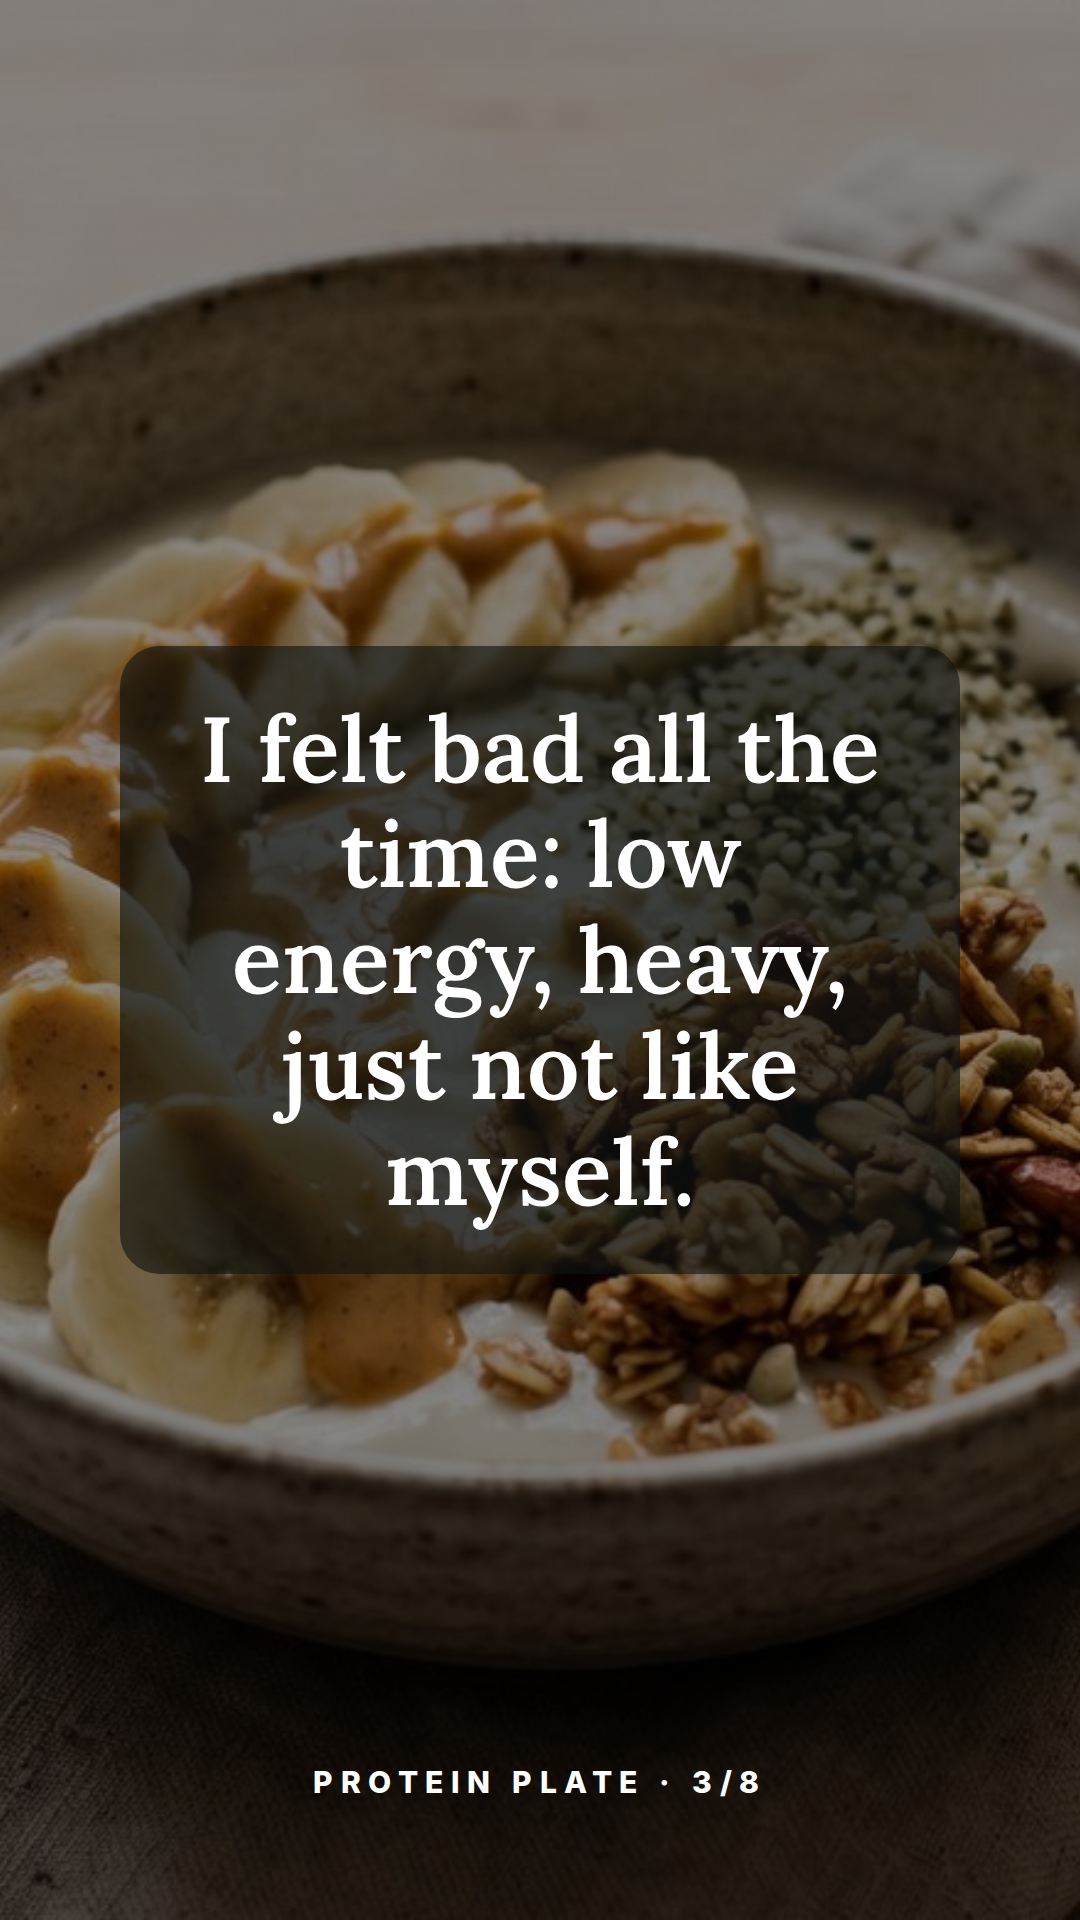 I felt bad all the
time: low
energy, heavy,
just not like
myself.
PROTEIN PLATE · 3/8